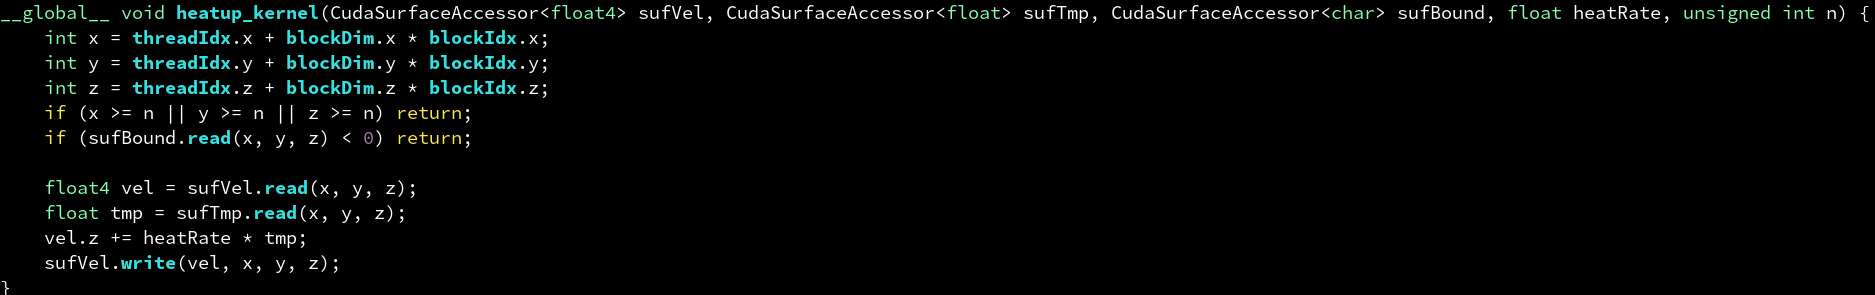 __global__ void heatup_kernel(CudaSurfaceAccessor<float4> sufVel, CudaSurfaceAccessor<float> sufTmp, CudaSurfaceAccessor<char> sufBound, float heatRate, unsigned int n) {
    int x = threadIdx.x + blockDim.x * blockIdx.x;
    int y = threadIdx.y + blockDim.y * blockIdx.y;
    int z = threadIdx.z + blockDim.z * blockIdx.z;
    if (x >= n || y >= n || z >= n) return;
    if (sufBound.read(x, y, z) < 0) return;

    float4 vel = sufVel.read(x, y, z);
    float tmp = sufTmp.read(x, y, z);
    vel.z += heatRate * tmp;
    sufVel.write(vel, x, y, z);
}